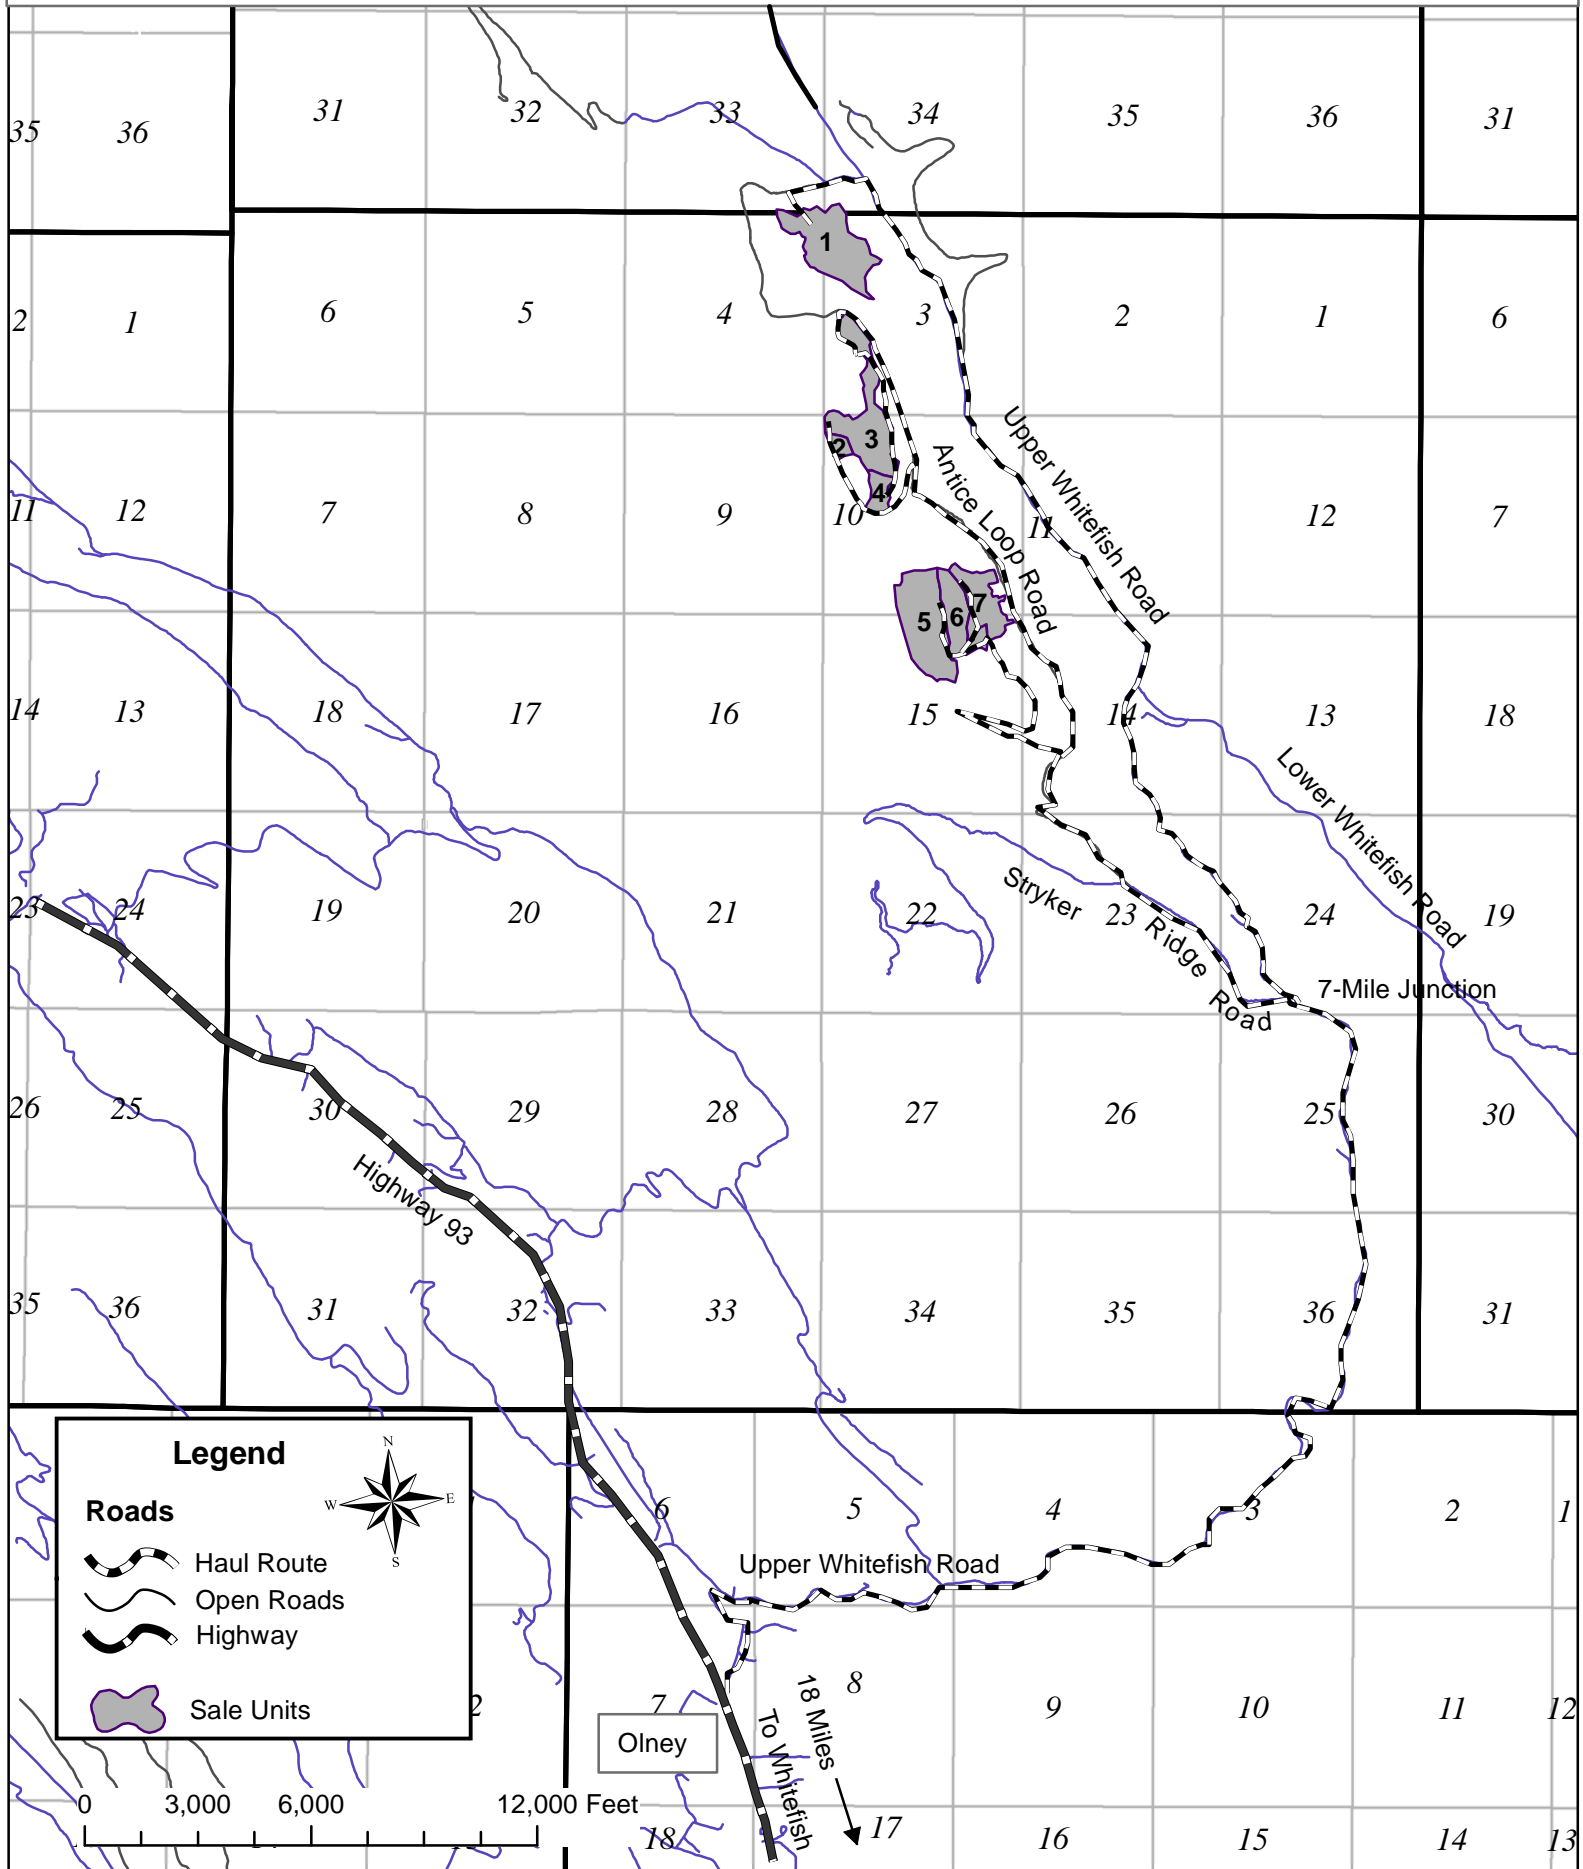 31 32 33 34 35 36 31
35 36
1
6 5 4 3 2 1 6
2 1
3
2
4
Upper Whitefish Road
Antice Loop Road
11 12 7 8 9 10 11 12 7
5 6 7
14 13 18 17 16 15 14 13 18
Lower Whitefish Road
Stryker Ridge Road
23 24 19 20 21 22 23 24 19
7-Mile Junction
26 25 30 29 28 27 26 25 30
Highway 93
35 36 31 32 33 34 35 36 31
6 5 4 3 2 1
Upper Whitefish Road
Legend
N
W E
S
Roads
Haul Route
Open Roads
Highway
Sale Units
2 7 8 9 10 11 12
Olney
To Whitefish
18 Miles
0 3,000 6,000 12,000 Feet
18 17 16 15 14 13